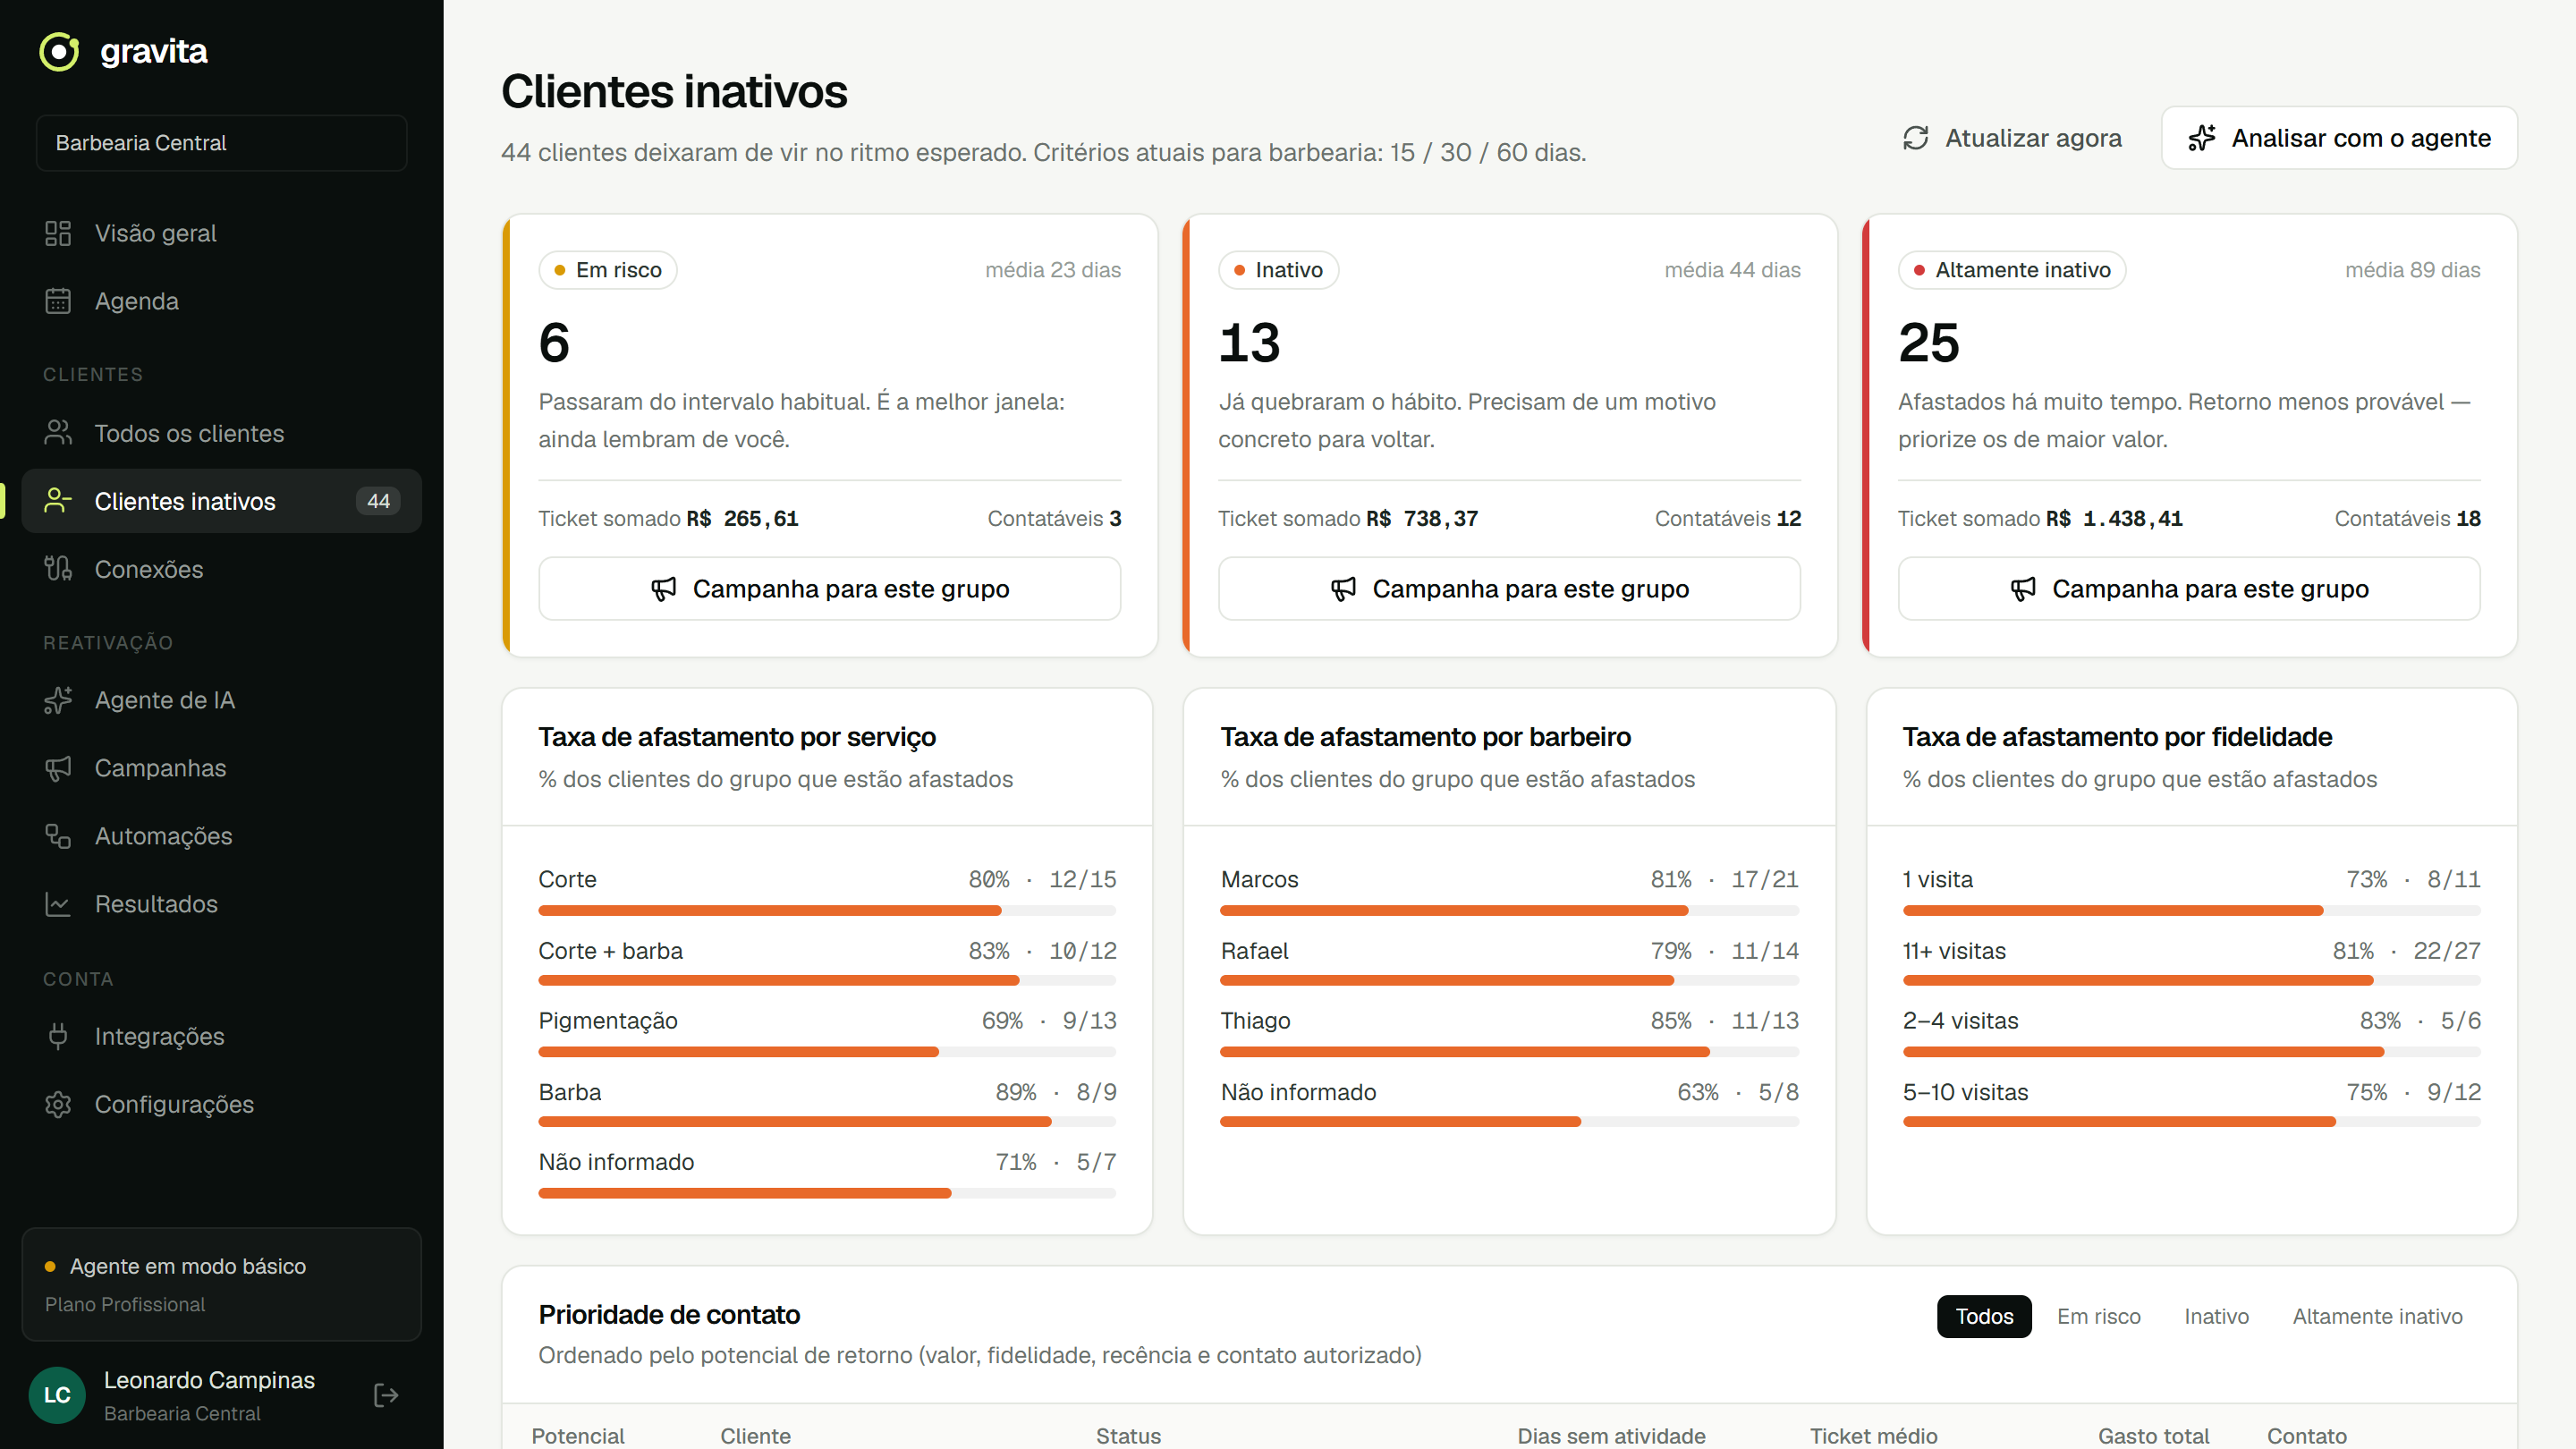 gravita
Barbearia Central
Visão geral
Agenda
CLIENTES
Todos os clientes
Clientes inativos 44
Conexões
REATIVAÇÃO
Agente de IA
Campanhas
Automações
Resultados
CONTA
Integrações
Configurações
Agente em modo básico
Plano Profissional
LC
Leonardo Campinas
Barbearia Central
Clientes inativos
44 clientes deixaram de vir no ritmo esperado. Critérios atuais para barbearia: 15 / 30 / 60 dias.
Atualizar agora
Analisar com o agente
Em risco média 23 dias
6
Passaram do intervalo habitual. É a melhor janela:
ainda lembram de você.
Ticket somado R$ 265,61 Contatáveis 3
Campanha para este grupo
Inativo média 44 dias
13
Já quebraram o hábito. Precisam de um motivo
concreto para voltar.
Ticket somado R$ 738,37 Contatáveis 12
Campanha para este grupo
Altamente inativo média 89 dias
25
Afastados há muito tempo. Retorno menos provável —
priorize os de maior valor.
Ticket somado R$ 1.438,41 Contatáveis 18
Campanha para este grupo
Taxa de afastamento por serviço
% dos clientes do grupo que estão afastados
Corte 80% · 12/15
Corte + barba 83% · 10/12
Pigmentação 69% · 9/13
Barba 89% · 8/9
Não informado 71% · 5/7
Taxa de afastamento por barbeiro
% dos clientes do grupo que estão afastados
Marcos 81% · 17/21
Rafael 79% · 11/14
Thiago 85% · 11/13
Não informado 63% · 5/8
Taxa de afastamento por fidelidade
% dos clientes do grupo que estão afastados
1 visita 73% · 8/11
11+ visitas 81% · 22/27
2–4 visitas 83% · 5/6
5–10 visitas 75% · 9/12
Prioridade de contato
Ordenado pelo potencial de retorno (valor, fidelidade, recência e contato autorizado)
Todos Em risco Inativo Altamente inativo
Potencial Cliente Status Dias sem atividade Ticket médio Gasto total Contato